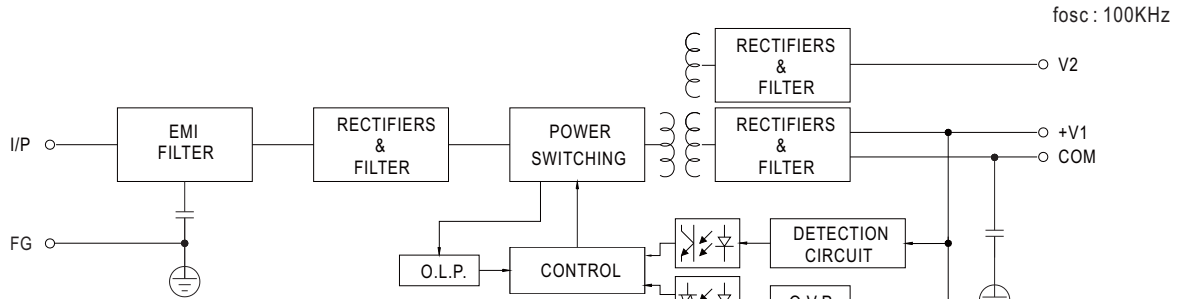 fosc : 100KHz
RECTIFIERS
&
FILTER
V2
I/P
EMI
FILTER
RECTIFIERS
&
FILTER
POWER
SWITCHING
RECTIFIERS
&
FILTER
+V1
COM
FG
O.L.P.
CONTROL
DETECTION
CIRCUIT
O.V.P.